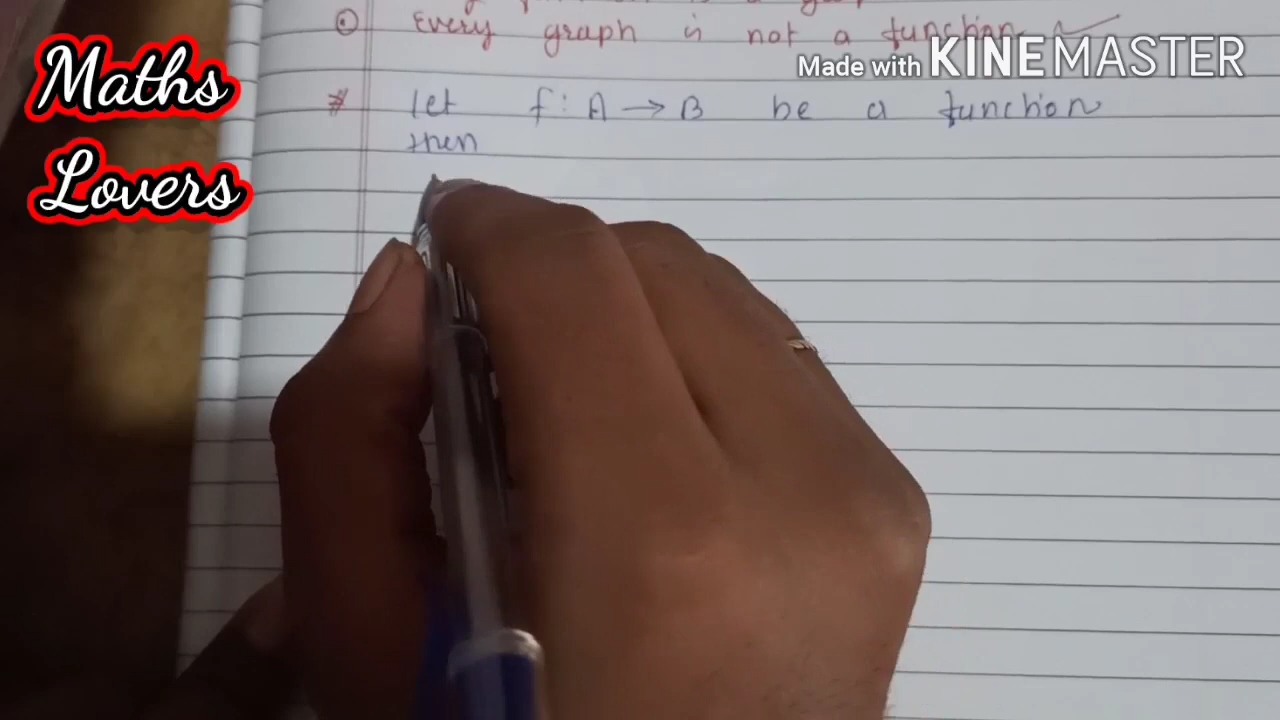 Every graph is not a function
Made with KINEMASTER
Maths
Lovers
* let f: A → B be a function
then